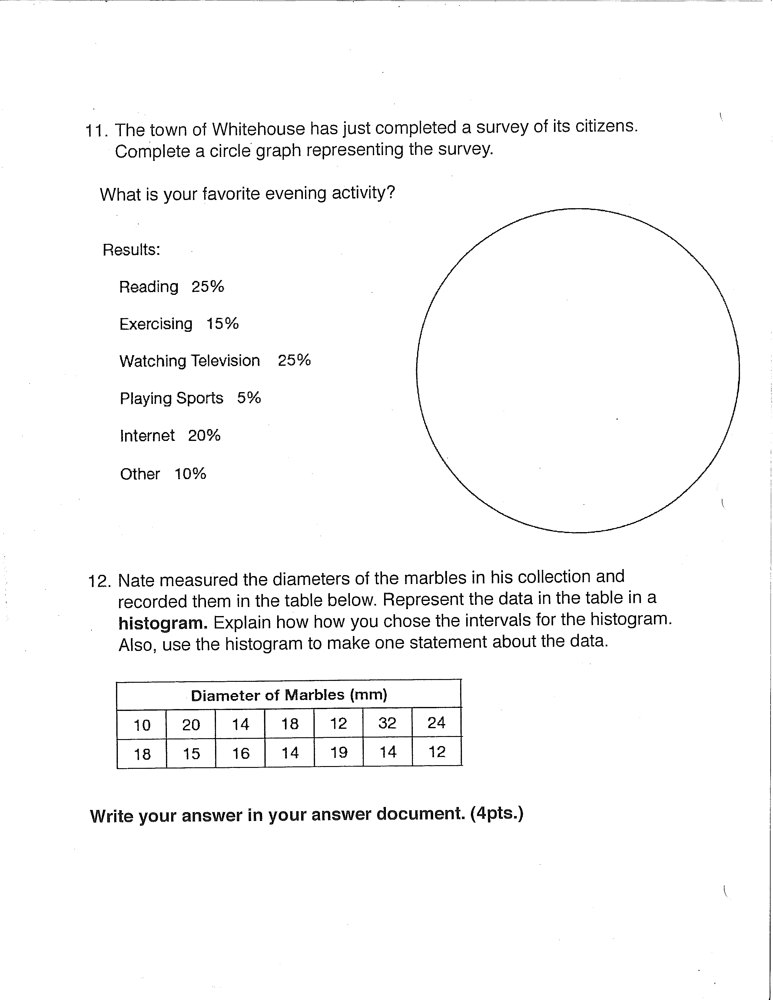 11. The town of Whitehouse has just completed a survey of its citizens.
Complete a circle graph representing the survey.
What is your favorite evening activity?
Results:
Reading 25%
Exercising 15%
Watching Television 25%
Playing Sports 5%
Internet 20%
Other 10%
12. Nate measured the diameters of the marbles in his collection and
recorded them in the table below. Represent the data in the table in a
histogram. Explain how how you chose the intervals for the histogram.
Also, use the histogram to make one statement about the data.
Diameter of Marbles (mm)
10 20 14 18 12 32 24
18 15 16 14 19 14 12
Write your answer in your answer document. (4pts.)